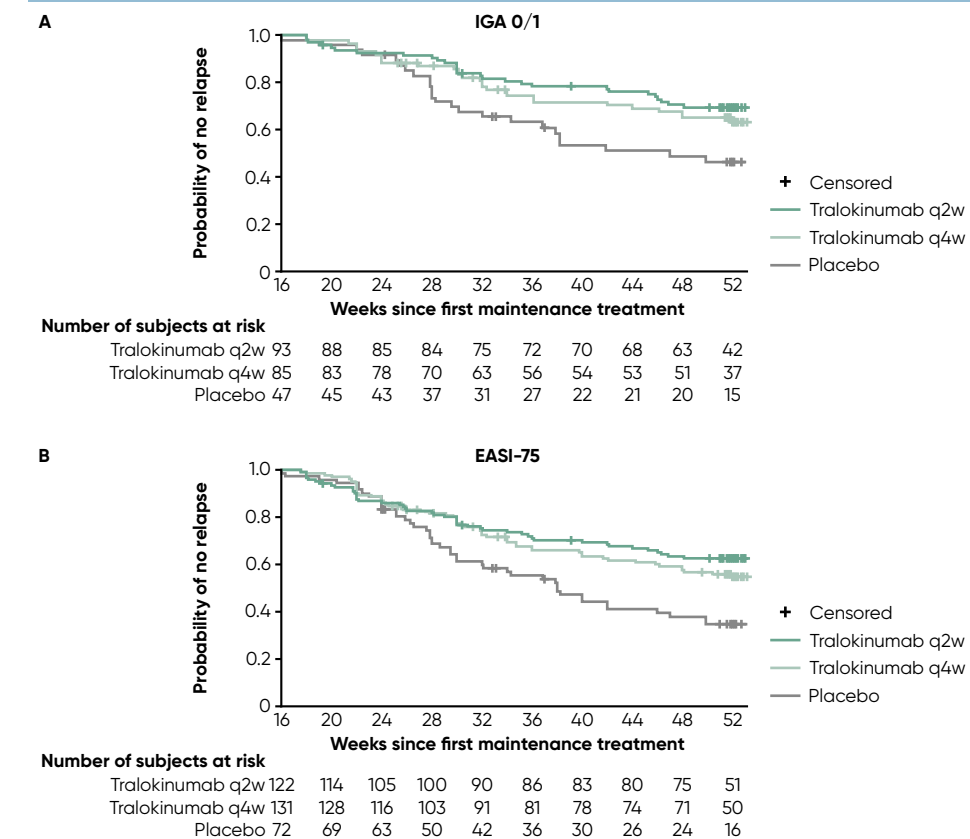 A
IGA 0/1
Probability of no relapse
1.0
0.8
0.6
0.4
0.2
0
16 20 24 28 32 36 40 44 48 52
Weeks since first maintenance treatment
+ Censored
Tralokinumab q2w
Tralokinumab q4w
Placebo
Number of subjects at risk
Tralokinumab q2w 93 88 85 84 75 72 70 68 63 42
Tralokinumab q4w 85 83 78 70 63 56 54 53 51 37
Placebo 47 45 43 37 31 27 22 21 20 15
B
EASI-75
Probability of no relapse
1.0
0.8
0.6
0.4
0.2
0
16 20 24 28 32 36 40 44 48 52
Weeks since first maintenance treatment
+ Censored
Tralokinumab q2w
Tralokinumab q4w
Placebo
Number of subjects at risk
Tralokinumab q2w 122 114 105 100 90 86 83 80 75 51
Tralokinumab q4w 131 128 116 103 91 81 78 74 71 50
Placebo 72 69 63 50 42 36 30 26 24 16